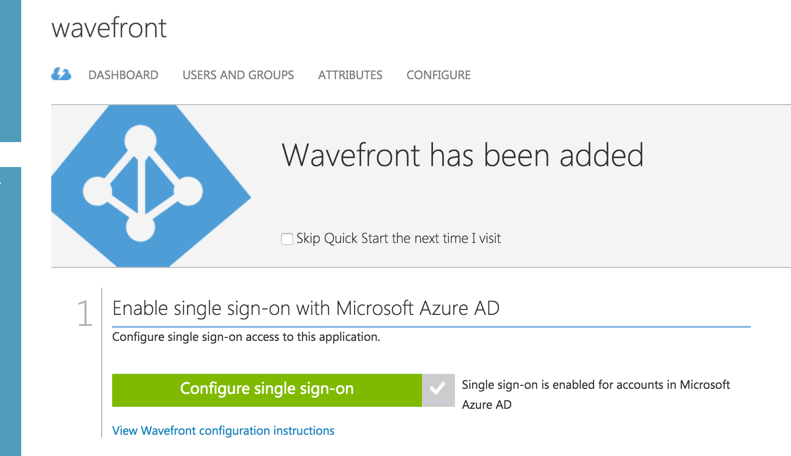 wavefront
DASHBOARD USERS AND GROUPS ATTRIBUTES CONFIGURE
Wavefront has been added
Skip Quick Start the next time I visit
1 Enable single sign-on with Microsoft Azure AD
Configure single sign-on access to this application.
Configure single sign-on
Single sign-on is enabled for accounts in Microsoft
Azure AD
View Wavefront configuration instructions